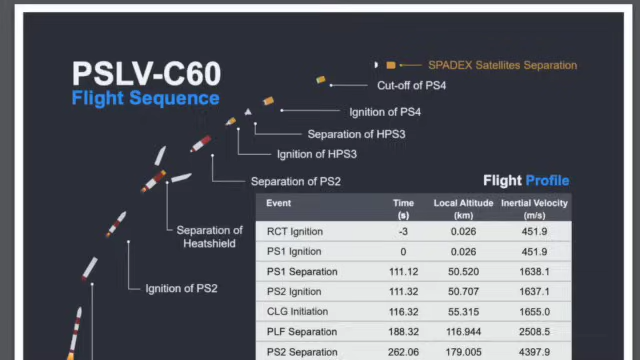 PSLV-C60
Flight Sequence
SPADEX Satellites Separation
Cut-off of PS4
Ignition of PS4
Separation of HPS3
Ignition of HPS3
Separation of PS2
Separation of
Heatshield
Ignition of PS2
Flight Profile
Event Time (s) Local Altitude (km) Inertial Velocity (m/s)
RCT Ignition -3 0.026 451.9
PS1 Ignition 0 0.026 451.9
PS1 Separation 111.12 50.520 1638.1
PS2 Ignition 111.32 50.707 1637.1
CLG Initiation 116.32 55.315 1655.0
PLF Separation 188.32 116.944 2508.5
PS2 Separation 262.06 179.005 4397.9